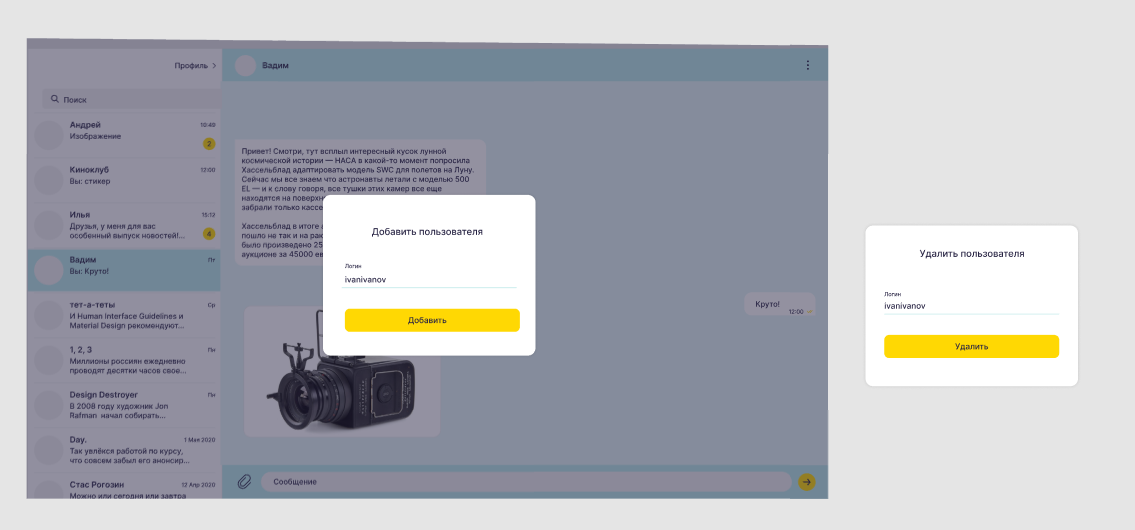 Профиль >
Поиск
Андрей 10:49
Изображение 2
Киноклуб 12:00
Вы: стикер
Илья 15:12
Друзья, у меня для вас
особенный выпуск новостей!... 4
Вадим Пт
Вы: Круто!
тет-а-теты Ср
И Human Interface Guidelines и
Material Design рекомендуют...
1, 2, 3 Пн
Миллионы россиян ежедневно
проводят десятки часов свое...
Design Destroyer Пн
В 2008 году художник Jon
Rafman начал собирать...
Day. 1 Мая 2020
Так увлёкся работой по курсу,
что совсем забыл его анонсир...
Стас Рогозин 12 Апр 2020
Можно или сегодня или завтра
Вадим
Привет! Смотри, тут всплыл интересный кусок лунной
космической истории — НАСА в какой-то момент попросила
Хассельблад адаптировать модель SWC для полетов на Луну.
Сейчас мы все знаем что астронавты летали с моделью 500
EL — и к слову говоря, все тушки этих камер все еще
находятся на поверхн
забрали только кассе
Хассельблад в итоге
пошло не так и на рак
было произведено 25
аукционе за 45000 ев
Круто!
12:00
Сообщение
Добавить пользователя
Логин
ivanivanov
Добавить
Удалить пользователя
Логин
ivanivanov
Удалить